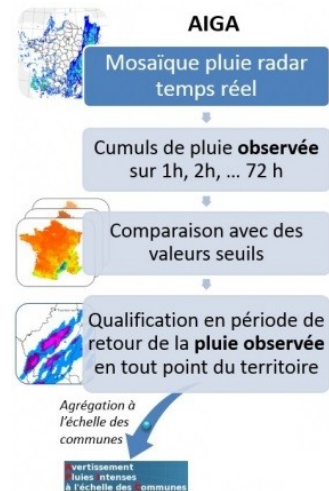 AIGA
Mosaïque pluie radar
temps réel
Cumuls de pluie observée
sur 1h, 2h, ... 72 h
Comparaison avec des
valeurs seuils
Qualification en période de
retour de la pluie observée
en tout point du territoire
Agrégation à
l'échelle des
communes
Avertissement
Pluies Intenses
à l'échelle des Communes